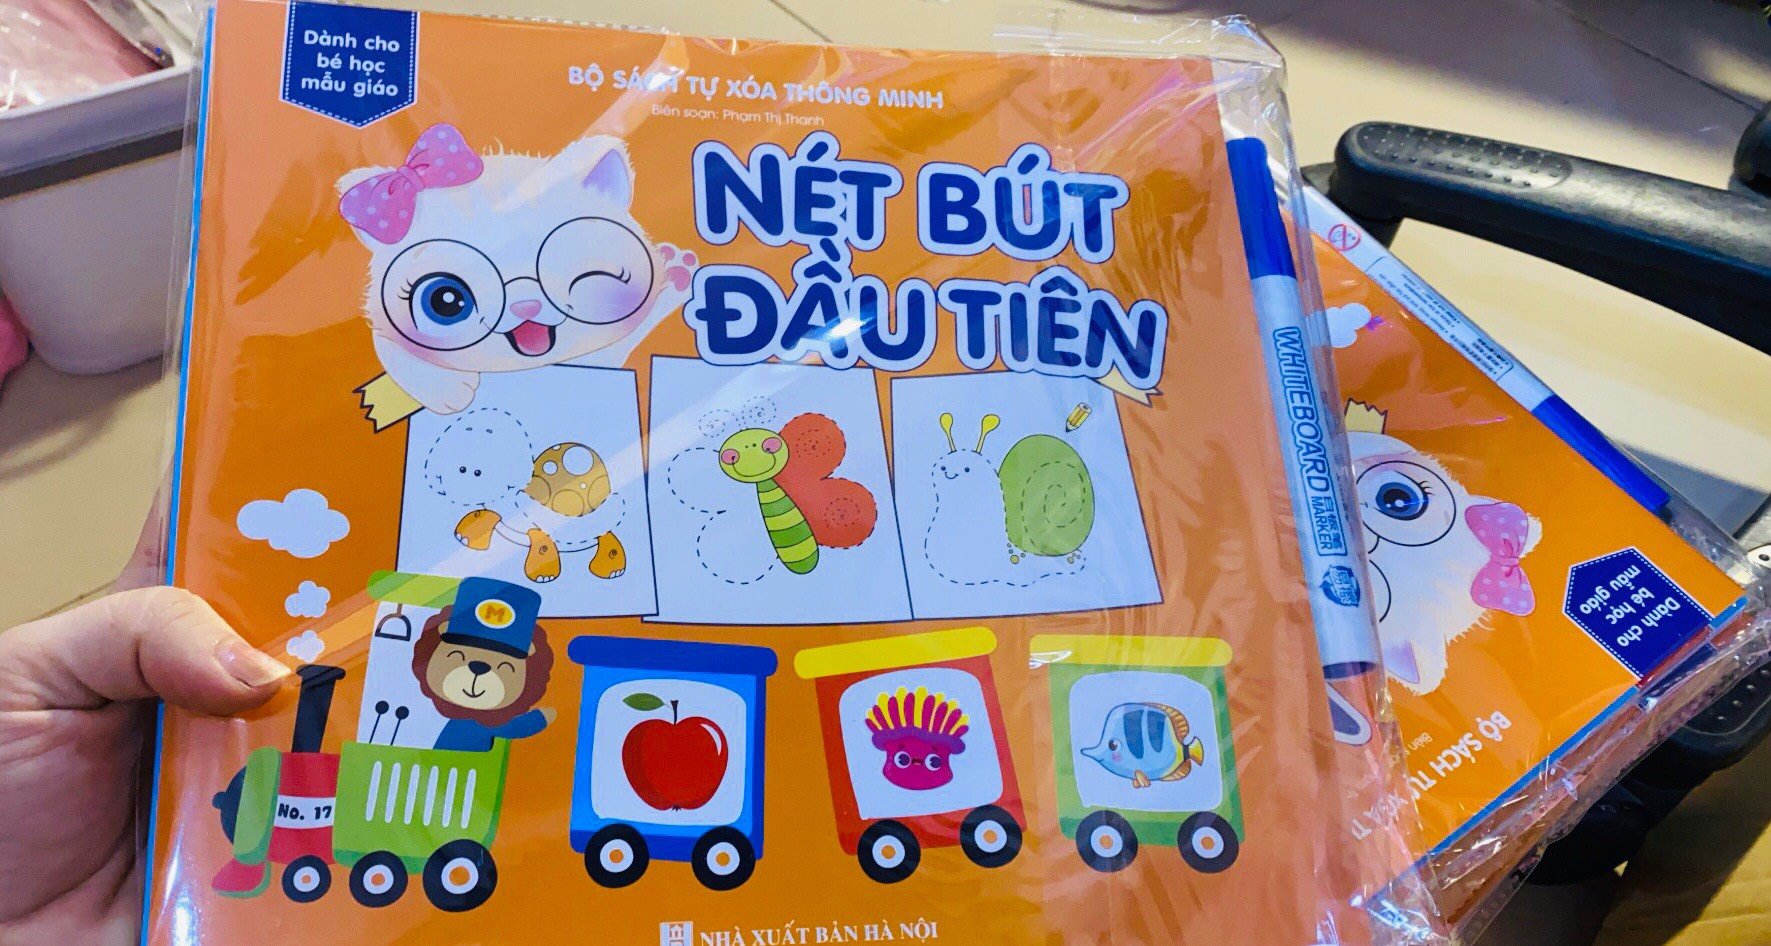 Dành cho
bé học
mẫu giáo
BỘ SÁCH TỰ XÓA THÔNG MINH
Biên soạn: Phạm Thị Thanh
NÉT BÚT
ĐẦU TIÊN
M
No. 17
NHÀ XUẤT BẢN HÀ NỘI
WHITEBOARD
MARKER
Dành cho
bé học
mẫu giáo
BỘ SÁCH TỰ XÓA T
Biên